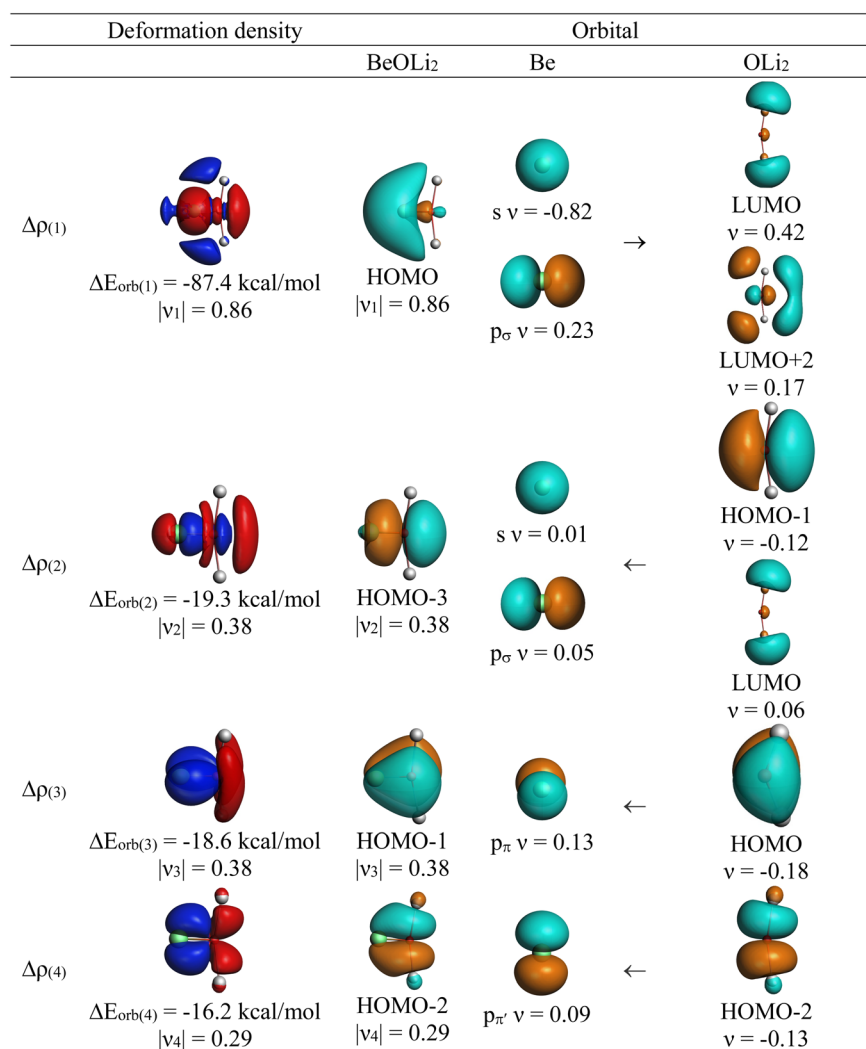 Deformation density Orbital
BeOLi₂ Be OLi₂
Δρ(1)
ΔEorb(1) = -87.4 kcal/mol
|ν₁| = 0.86
HOMO
|ν₁| = 0.86
s ν = -0.82
pσ ν = 0.23
→
LUMO
ν = 0.42
LUMO+2
ν = 0.17
Δρ(2)
ΔEorb(2) = -19.3 kcal/mol
|ν₂| = 0.38
HOMO-3
|ν₂| = 0.38
s ν = 0.01
pσ ν = 0.05
←
HOMO-1
ν = -0.12
LUMO
ν = 0.06
Δρ(3)
ΔEorb(3) = -18.6 kcal/mol
|ν₃| = 0.38
HOMO-1
|ν₃| = 0.38
pπ ν = 0.13
←
HOMO
ν = -0.18
Δρ(4)
ΔEorb(4) = -16.2 kcal/mol
|ν₄| = 0.29
HOMO-2
|ν₄| = 0.29
pπ′ ν = 0.09
←
HOMO-2
ν = -0.13